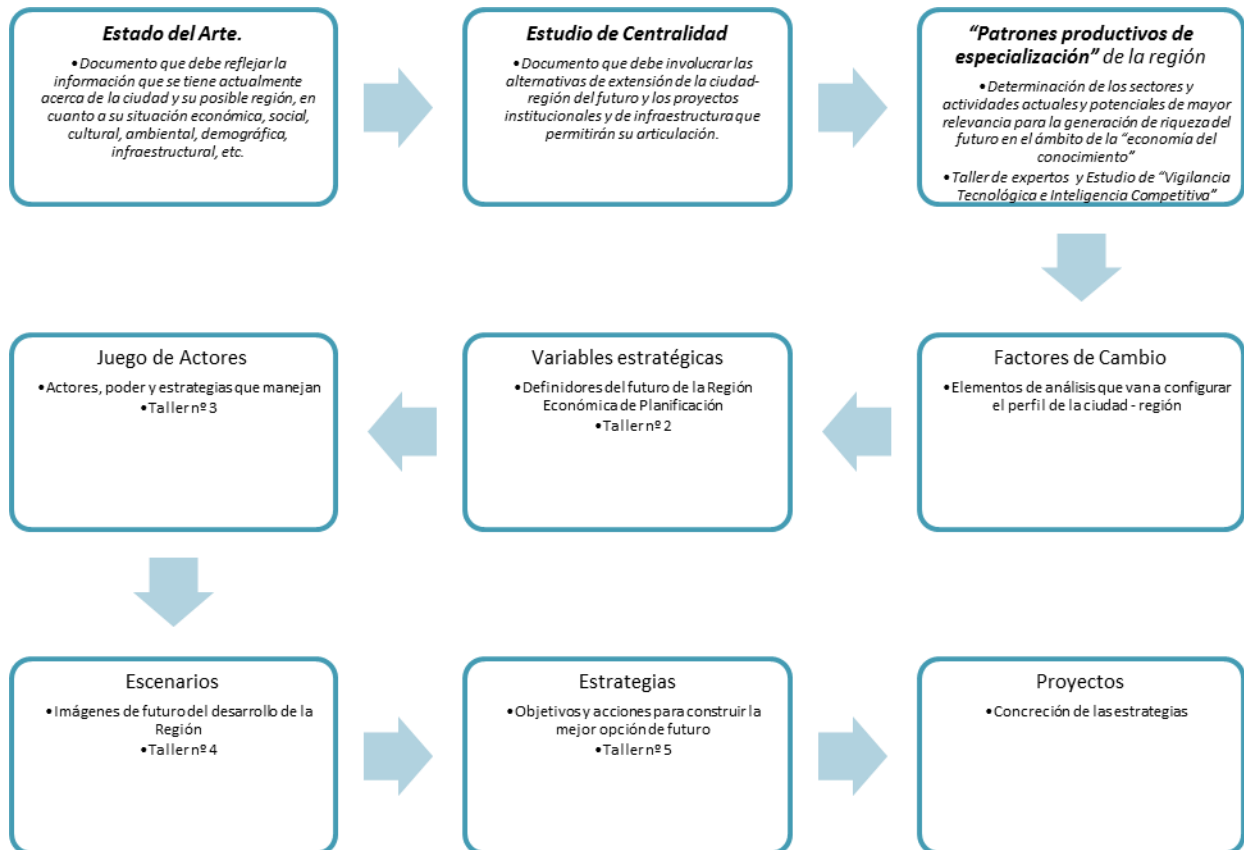 Estado del Arte.
•Documento que debe reflejar la
información que se tiene actualmente
acerca de la ciudad y su posible región, en
cuanto a su situación económica, social,
cultural, ambiental, demográfica,
infraestructural, etc.
Estudio de Centralidad
•Documento que debe involucrar las
alternativas de extensión de la ciudad-
región del futuro y los proyectos
institucionales y de infraestructura que
permitirán su articulación.
“Patrones productivos de
especialización” de la región
•Determinación de los sectores y
actividades actuales y potenciales de mayor
relevancia para la generación de riqueza del
futuro en el ámbito de la “economía del
conocimiento”
•Taller de expertos y Estudio de “Vigilancia
Tecnológica e Inteligencia Competitiva”
Juego de Actores
•Actores, poder y estrategias que manejan
•Taller nº 3
Variables estratégicas
•Definidores del futuro de la Región
Económica de Planificación
•Taller nº 2
Factores de Cambio
•Elementos de análisis que van a configurar
el perfil de la ciudad - región
Escenarios
•Imágenes de futuro del desarrollo de la
Región
•Taller nº 4
Estrategias
•Objetivos y acciones para construir la
mejor opción de futuro
•Taller nº 5
Proyectos
•Concreción de las estrategias